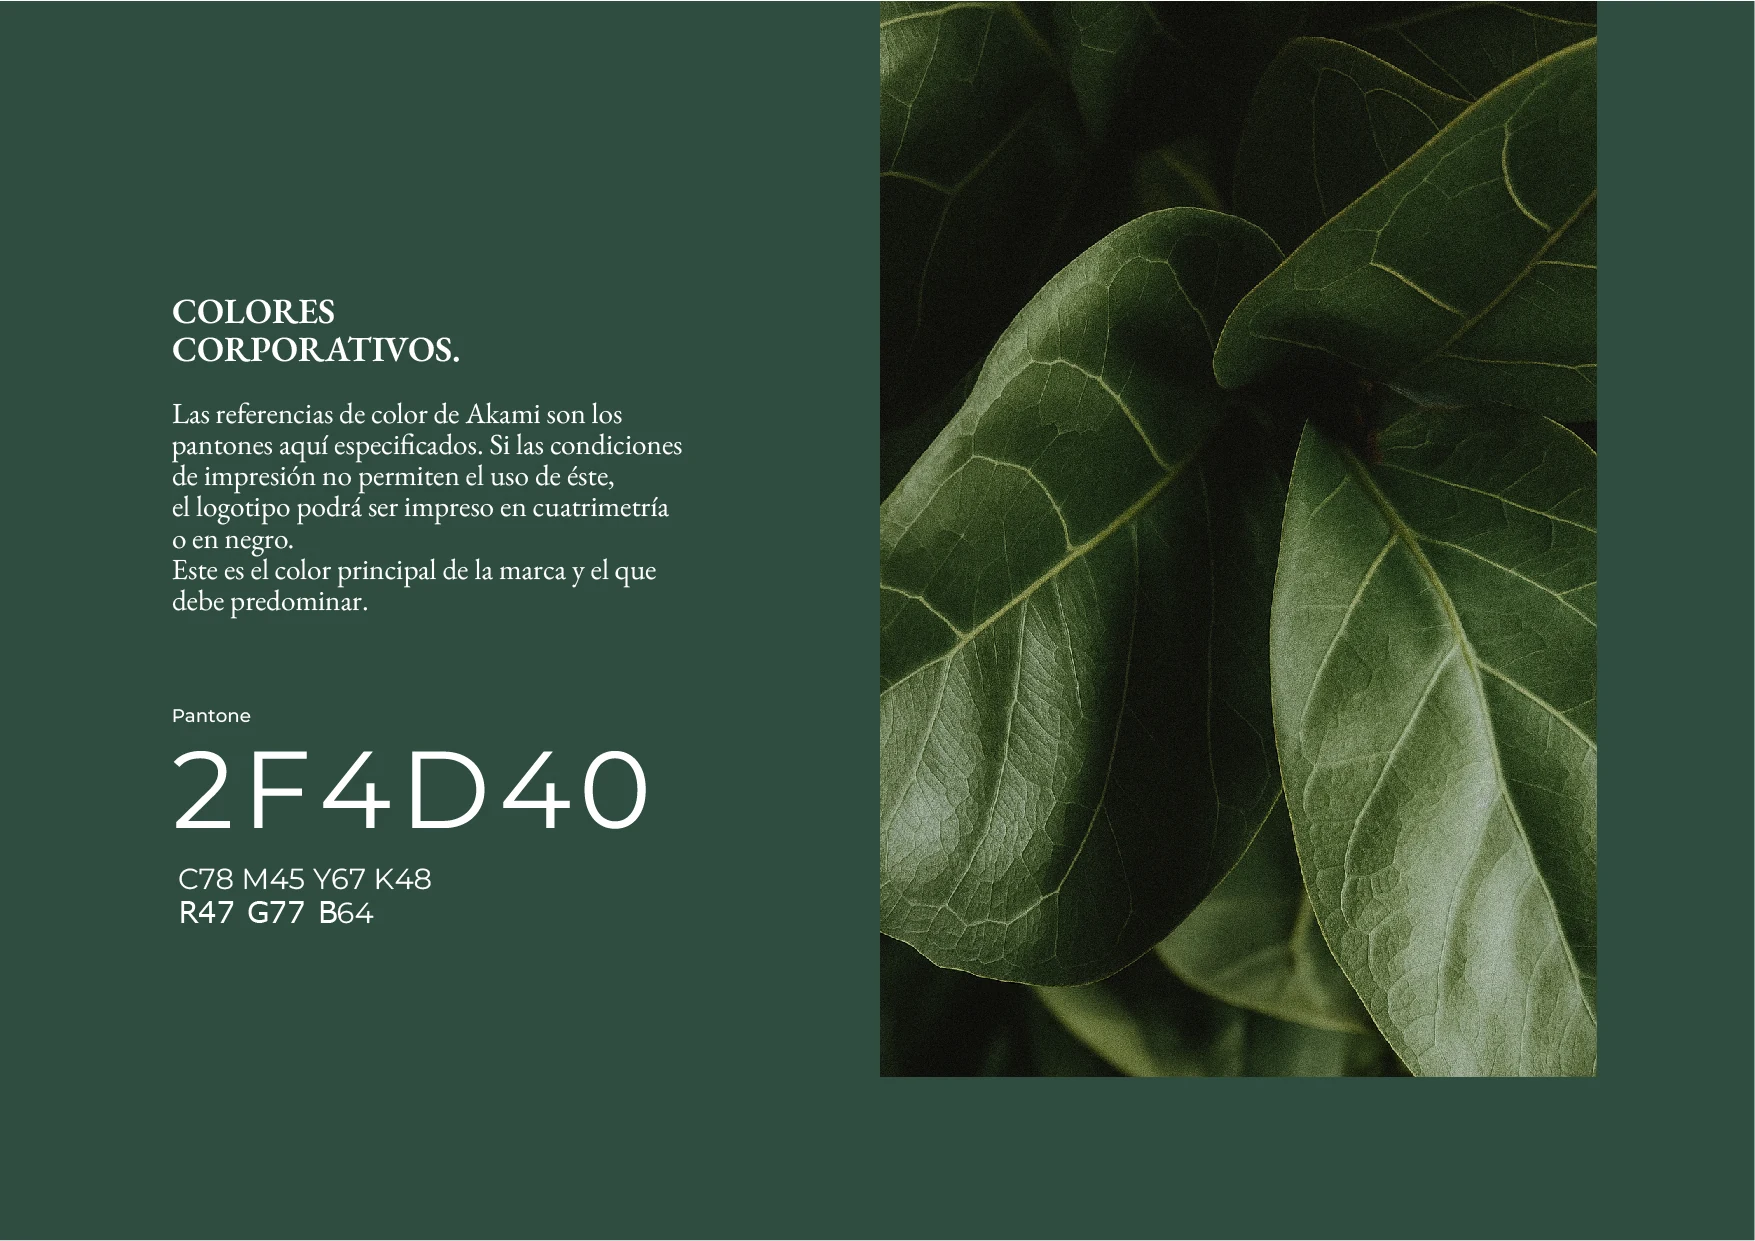 COLORES
CORPORATIVOS.
Las referencias de color de Akami son los
pantones aquí especificados. Si las condiciones
de impresión no permiten el uso de éste,
el logotipo podrá ser impreso en cuatrimetría
o en negro.
Este es el color principal de la marca y el que
debe predominar.
Pantone
2F4D40
C78 M45 Y67 K48
R47 G77 B64